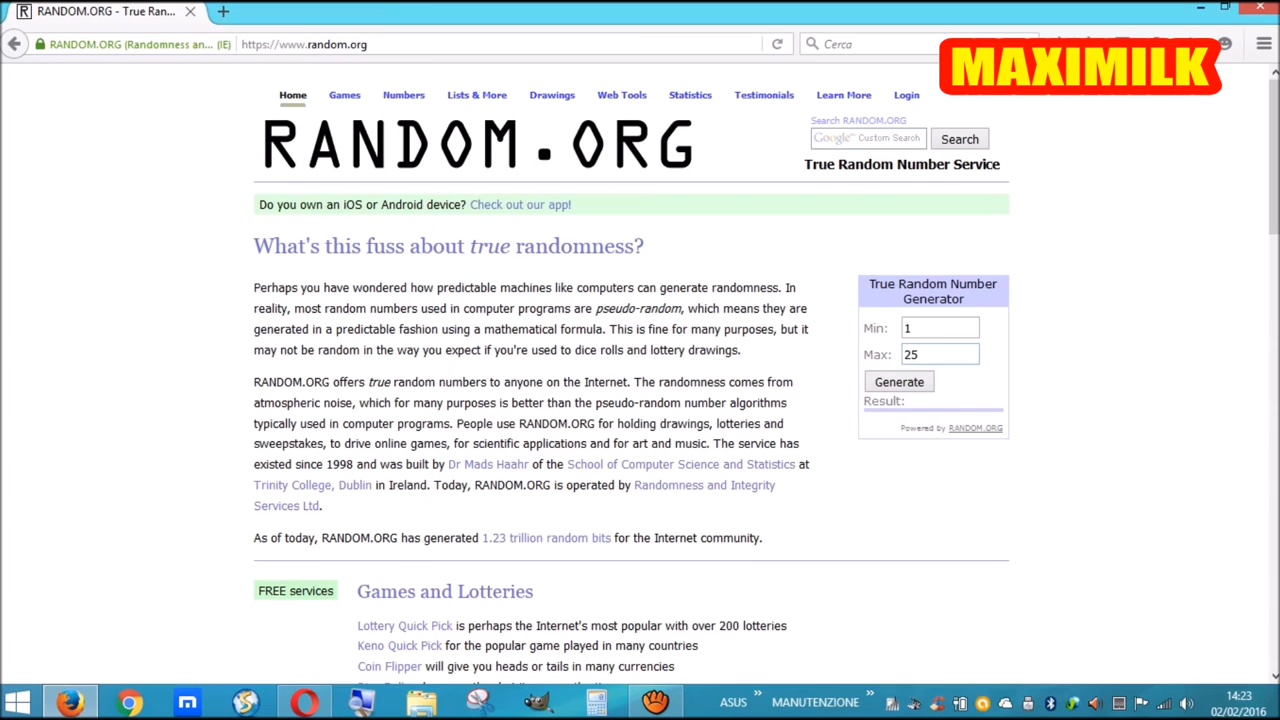 RANDOM.ORG - True Ran...
RANDOM.ORG (Randomness an... (IE)
https://www.random.org
Cerca
MAXIMILK
Home Games Numbers Lists & More Drawings Web Tools Statistics Testimonials Learn More Login
RANDOM.ORG
Search RANDOM.ORG
Google™ Custom Search
Search
True Random Number Service
Do you own an iOS or Android device? Check out our app!
What's this fuss about true randomness?
Perhaps you have wondered how predictable machines like computers can generate randomness. In
reality, most random numbers used in computer programs are pseudo-random, which means they are
generated in a predictable fashion using a mathematical formula. This is fine for many purposes, but it
may not be random in the way you expect if you're used to dice rolls and lottery drawings.
RANDOM.ORG offers true random numbers to anyone on the Internet. The randomness comes from
atmospheric noise, which for many purposes is better than the pseudo-random number algorithms
typically used in computer programs. People use RANDOM.ORG for holding drawings, lotteries and
sweepstakes, to drive online games, for scientific applications and for art and music. The service has
existed since 1998 and was built by Dr Mads Haahr of the School of Computer Science and Statistics at
Trinity College, Dublin in Ireland. Today, RANDOM.ORG is operated by Randomness and Integrity
Services Ltd.
As of today, RANDOM.ORG has generated 1.23 trillion random bits for the Internet community.
True Random Number
Generator
Min: 1
Max: 25
Generate
Result:
Powered by RANDOM.ORG
FREE services
Games and Lotteries
Lottery Quick Pick is perhaps the Internet's most popular with over 200 lotteries
Keno Quick Pick for the popular game played in many countries
Coin Flipper will give you heads or tails in many currencies
ASUS
MANUTENZIONE
14:23
02/02/2016